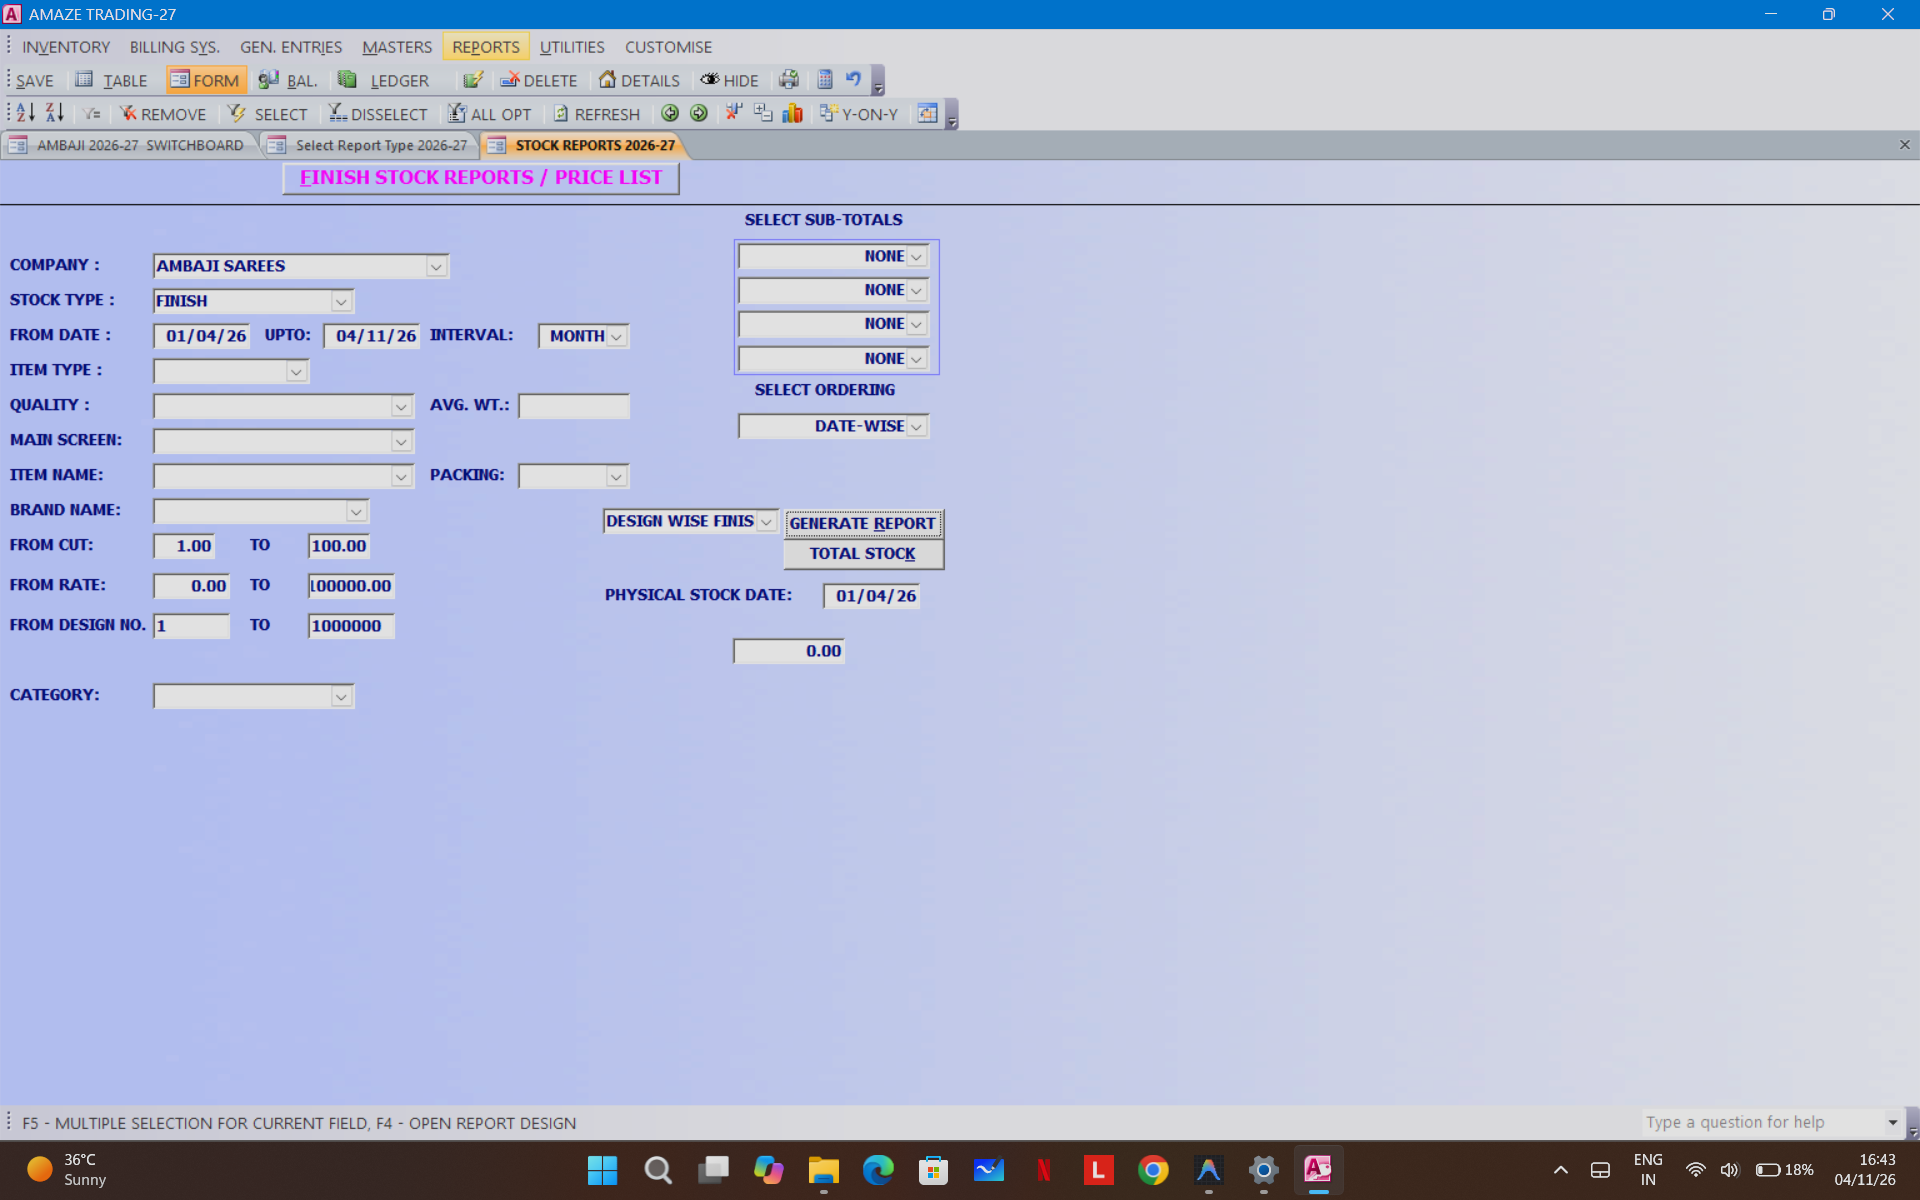 AMAZE TRADING-27
INVENTORY BILLING SYS. GEN. ENTRIES MASTERS REPORTS UTILITIES CUSTOMISE
SAVE TABLE FORM BAL. LEDGER DELETE DETAILS HIDE
REMOVE SELECT DISSELECT ALL OPT REFRESH Y-ON-Y
AMBAJI 2026-27 SWITCHBOARD Select Report Type 2026-27 STOCK REPORTS 2026-27
FINISH STOCK REPORTS / PRICE LIST
SELECT SUB-TOTALS
NONE
COMPANY : AMBAJI SAREES
NONE
STOCK TYPE : FINISH
NONE
FROM DATE : 01/04/26 UPTO: 04/11/26 INTERVAL: MONTH
NONE
ITEM TYPE :
SELECT ORDERING
QUALITY : AVG. WT.:
DATE-WISE
MAIN SCREEN:
ITEM NAME: PACKING:
BRAND NAME:
DESIGN WISE FINIS GENERATE REPORT
FROM CUT: 1.00 TO 100.00
TOTAL STOCK
FROM RATE: 0.00 TO 100000.00
PHYSICAL STOCK DATE: 01/04/26
FROM DESIGN NO. 1 TO 1000000
0.00
CATEGORY:
F5 - MULTIPLE SELECTION FOR CURRENT FIELD, F4 - OPEN REPORT DESIGN
Type a question for help
36°C
Sunny
ENG
IN
18%
16:43
04/11/26